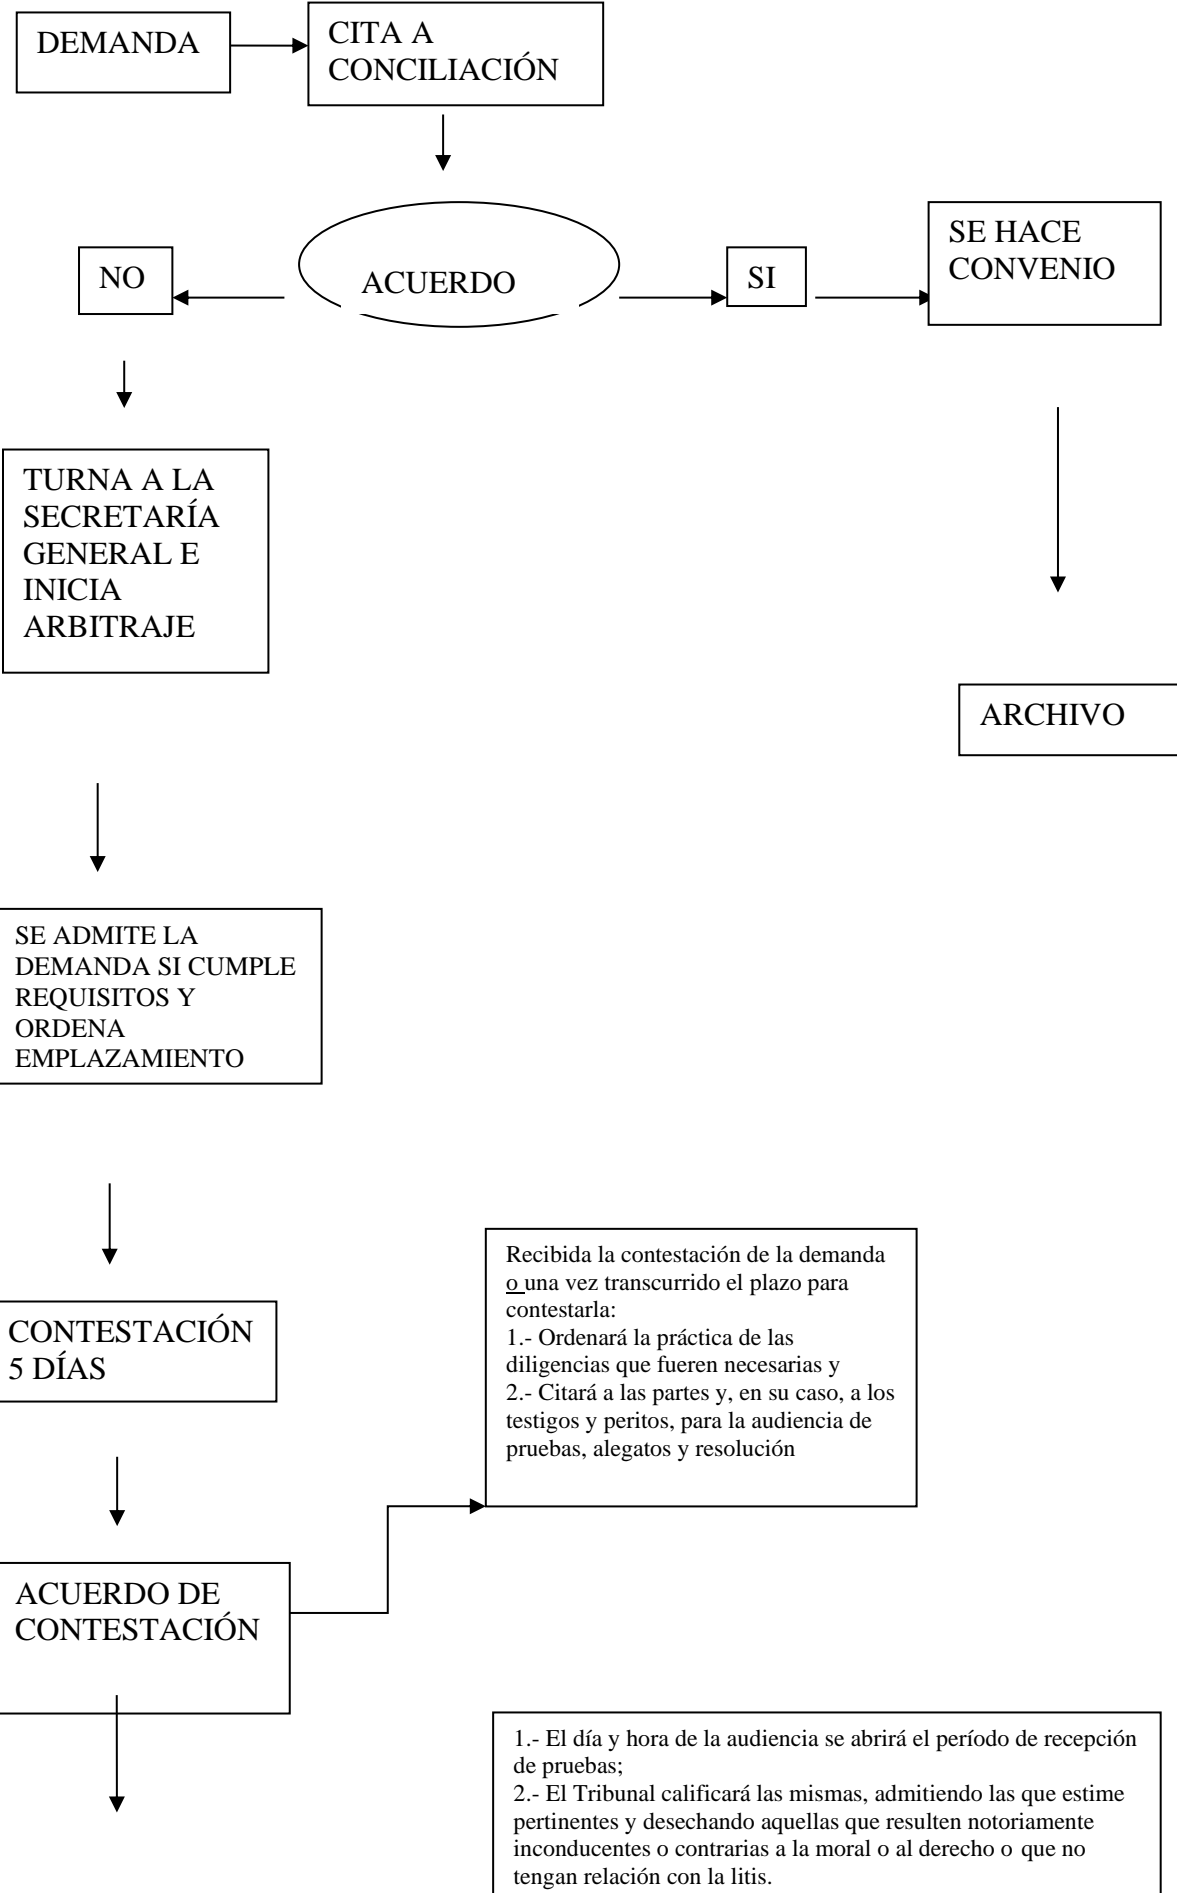 DEMANDA
CITA A
CONCILIACIÓN
NO
ACUERDO
SI
SE HACE
CONVENIO
TURNA A LA
SECRETARÍA
GENERAL E
INICIA
ARBITRAJE
ARCHIVO
SE ADMITE LA
DEMANDA SI CUMPLE
REQUISITOS Y
ORDENA
EMPLAZAMIENTO
CONTESTACIÓN
5 DÍAS
Recibida la contestación de la demanda
o una vez transcurrido el plazo para
contestarla:
1.- Ordenará la práctica de las
diligencias que fueren necesarias y
2.- Citará a las partes y, en su caso, a los
testigos y peritos, para la audiencia de
pruebas, alegatos y resolución
ACUERDO DE
CONTESTACIÓN
1.- El día y hora de la audiencia se abrirá el período de recepción
de pruebas;
2.- El Tribunal calificará las mismas, admitiendo las que estime
pertinentes y desechando aquellas que resulten notoriamente
inconducentes o contrarias a la moral o al derecho o que no
tengan relación con la litis.